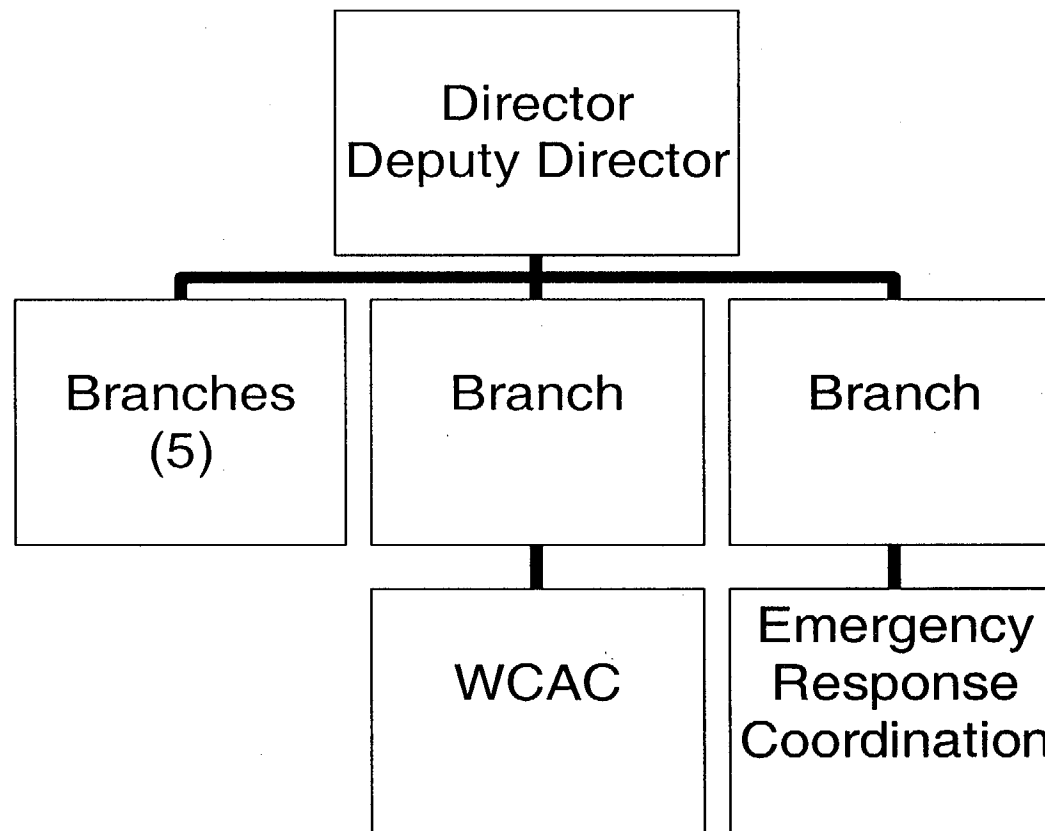 Director
Deputy Director
Branches
(5)
Branch
Branch
WCAC
Emergency
Response
Coordination